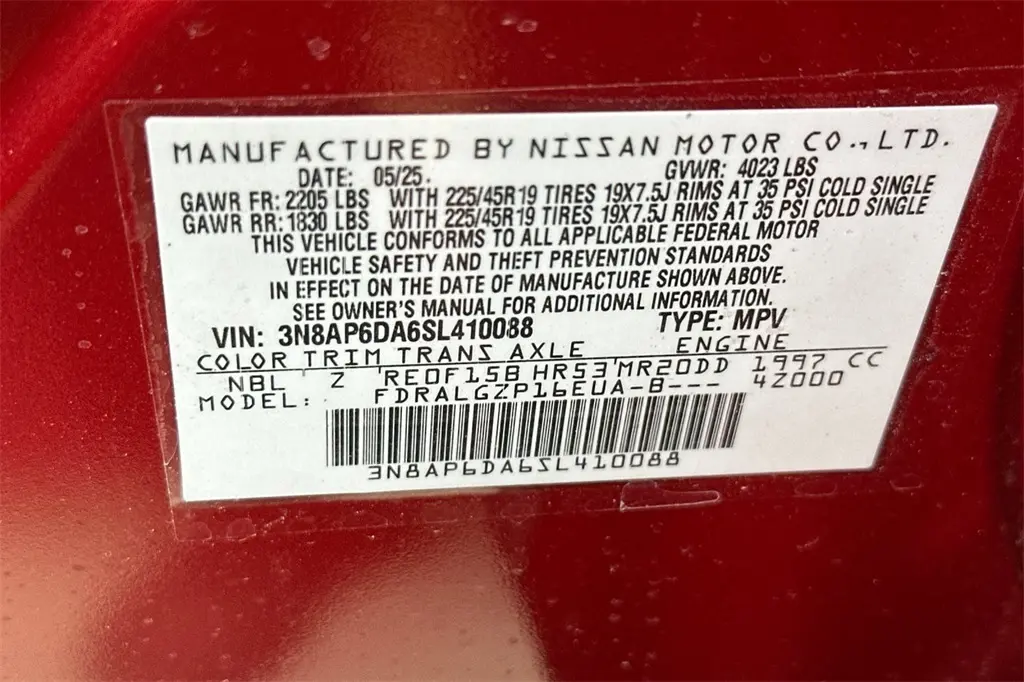 MANUFACTURED BY NISSAN MOTOR CO., LTD.
DATE: 05/25. GVWR: 4023 LBS
GAWR FR: 2205 LBS WITH 225/45R19 TIRES 19X7.5J RIMS AT 35 PSI COLD SINGLE
GAWR RR: 1830 LBS WITH 225/45R19 TIRES 19X7.5J RIMS AT 35 PSI COLD SINGLE
THIS VEHICLE CONFORMS TO ALL APPLICABLE FEDERAL MOTOR
VEHICLE SAFETY AND THEFT PREVENTION STANDARDS
IN EFFECT ON THE DATE OF MANUFACTURE SHOWN ABOVE.
SEE OWNER'S MANUAL FOR ADDITIONAL INFORMATION.
VIN: 3N8AP6DA6SL410088 TYPE: MPV
COLOR TRIM TRANS AXLE ENGINE
NBL Z RE0F15B HR53 MR20DD 1997 CC
MODEL: FDRALGZP16EUA-B--- 4Z000
3N8AP6DA6SL410088